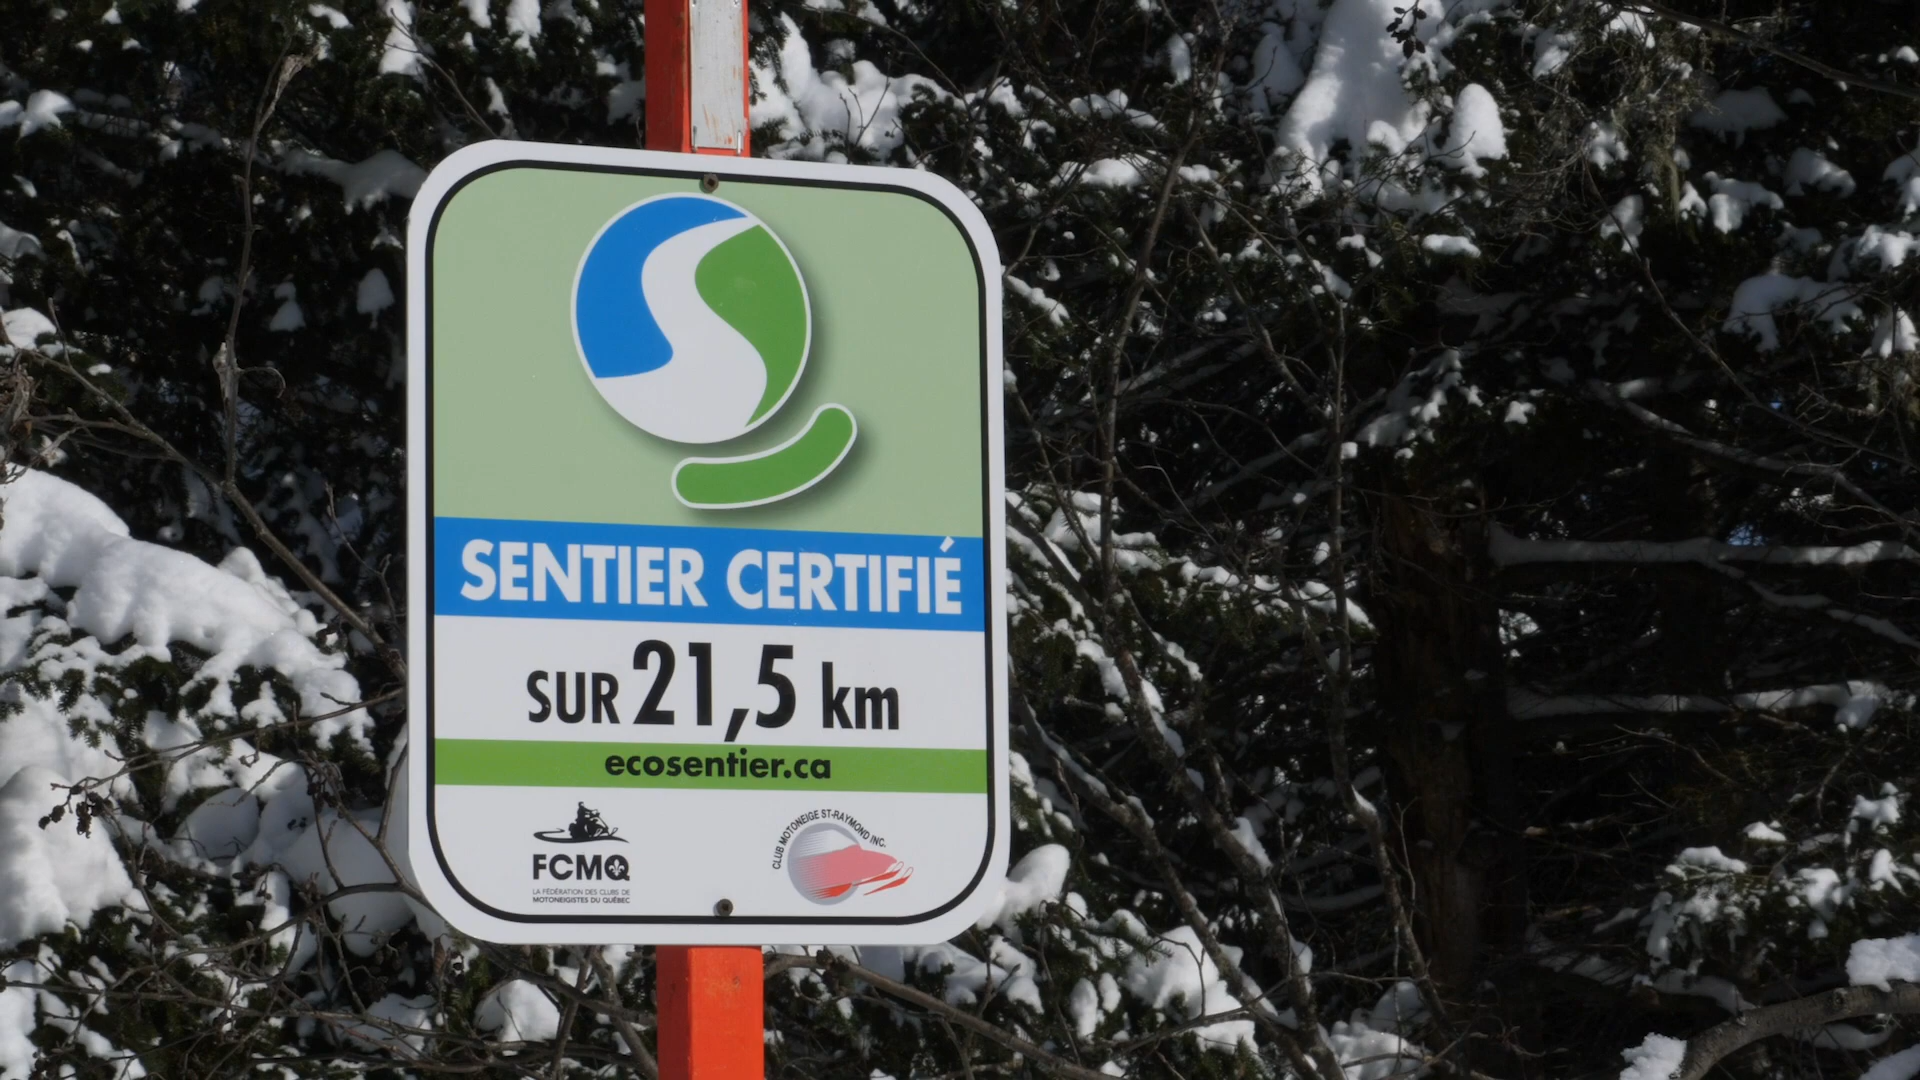 SENTIER CERTIFIÉ
SUR 21,5 km
ecosentier.ca
FCMQ
LA FÉDÉRATION DES CLUBS DE
MOTONEIGISTES DU QUÉBEC
CLUB MOTONEIGE ST-RAYMOND INC.